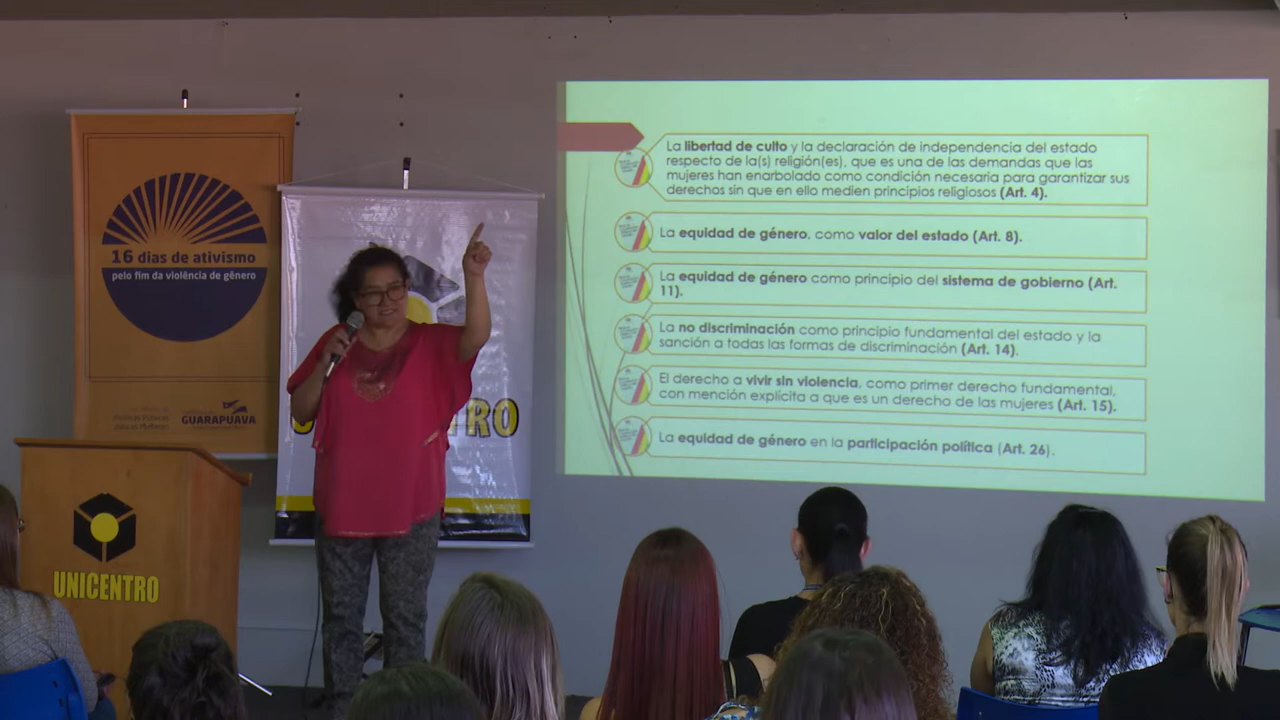 16 dias de ativismo
pelo fim da violência de gênero
GUARAPUAVA
UNICENTRO
TRO
La libertad de culto y la declaración de independencia del estado
respecto de la(s) religión(es), que es una de las demandas que las
mujeres han enarbolado como condición necesaria para garantizar sus
derechos sin que en ello medien principios religiosos (Art. 4).
La equidad de género, como valor del estado (Art. 8).
La equidad de género como principio del sistema de gobierno (Art.
11).
La no discriminación como principio fundamental del estado y la
sanción a todas las formas de discriminación (Art. 14).
El derecho a vivir sin violencia, como primer derecho fundamental,
con mención explícita a que es un derecho de las mujeres (Art. 15).
La equidad de género en la participación política (Art. 26).